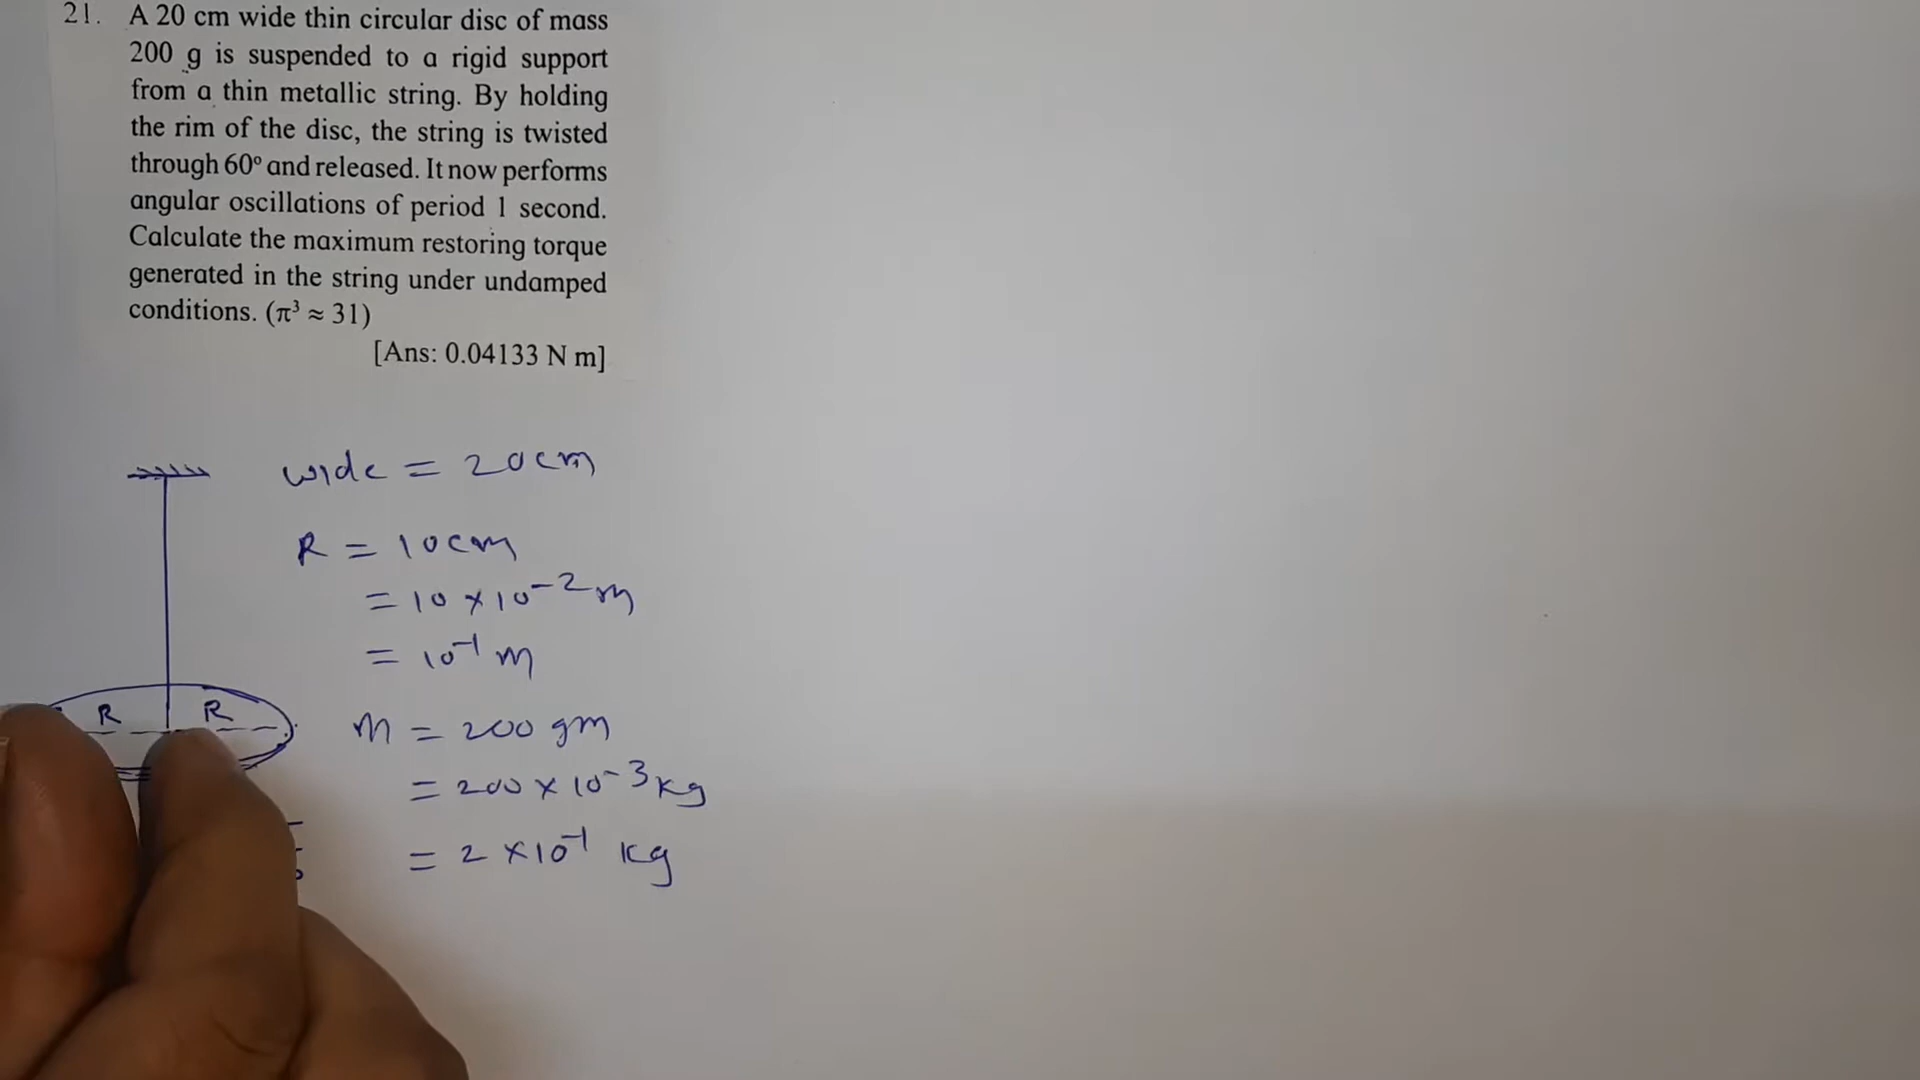 21. A 20 cm wide thin circular disc of mass
200 g is suspended to a rigid support
from a thin metallic string. By holding
the rim of the disc, the string is twisted
through 60° and released. It now performs
angular oscillations of period 1 second.
Calculate the maximum restoring torque
generated in the string under undamped
conditions. (π³ ≈ 31)
[Ans: 0.04133 N m]
wide = 20cm
R = 10cm
= 10 × 10⁻² m
= 10⁻¹ m
R R
m = 200 gm
= 200 × 10⁻³ kg
= 2 × 10⁻¹ kg